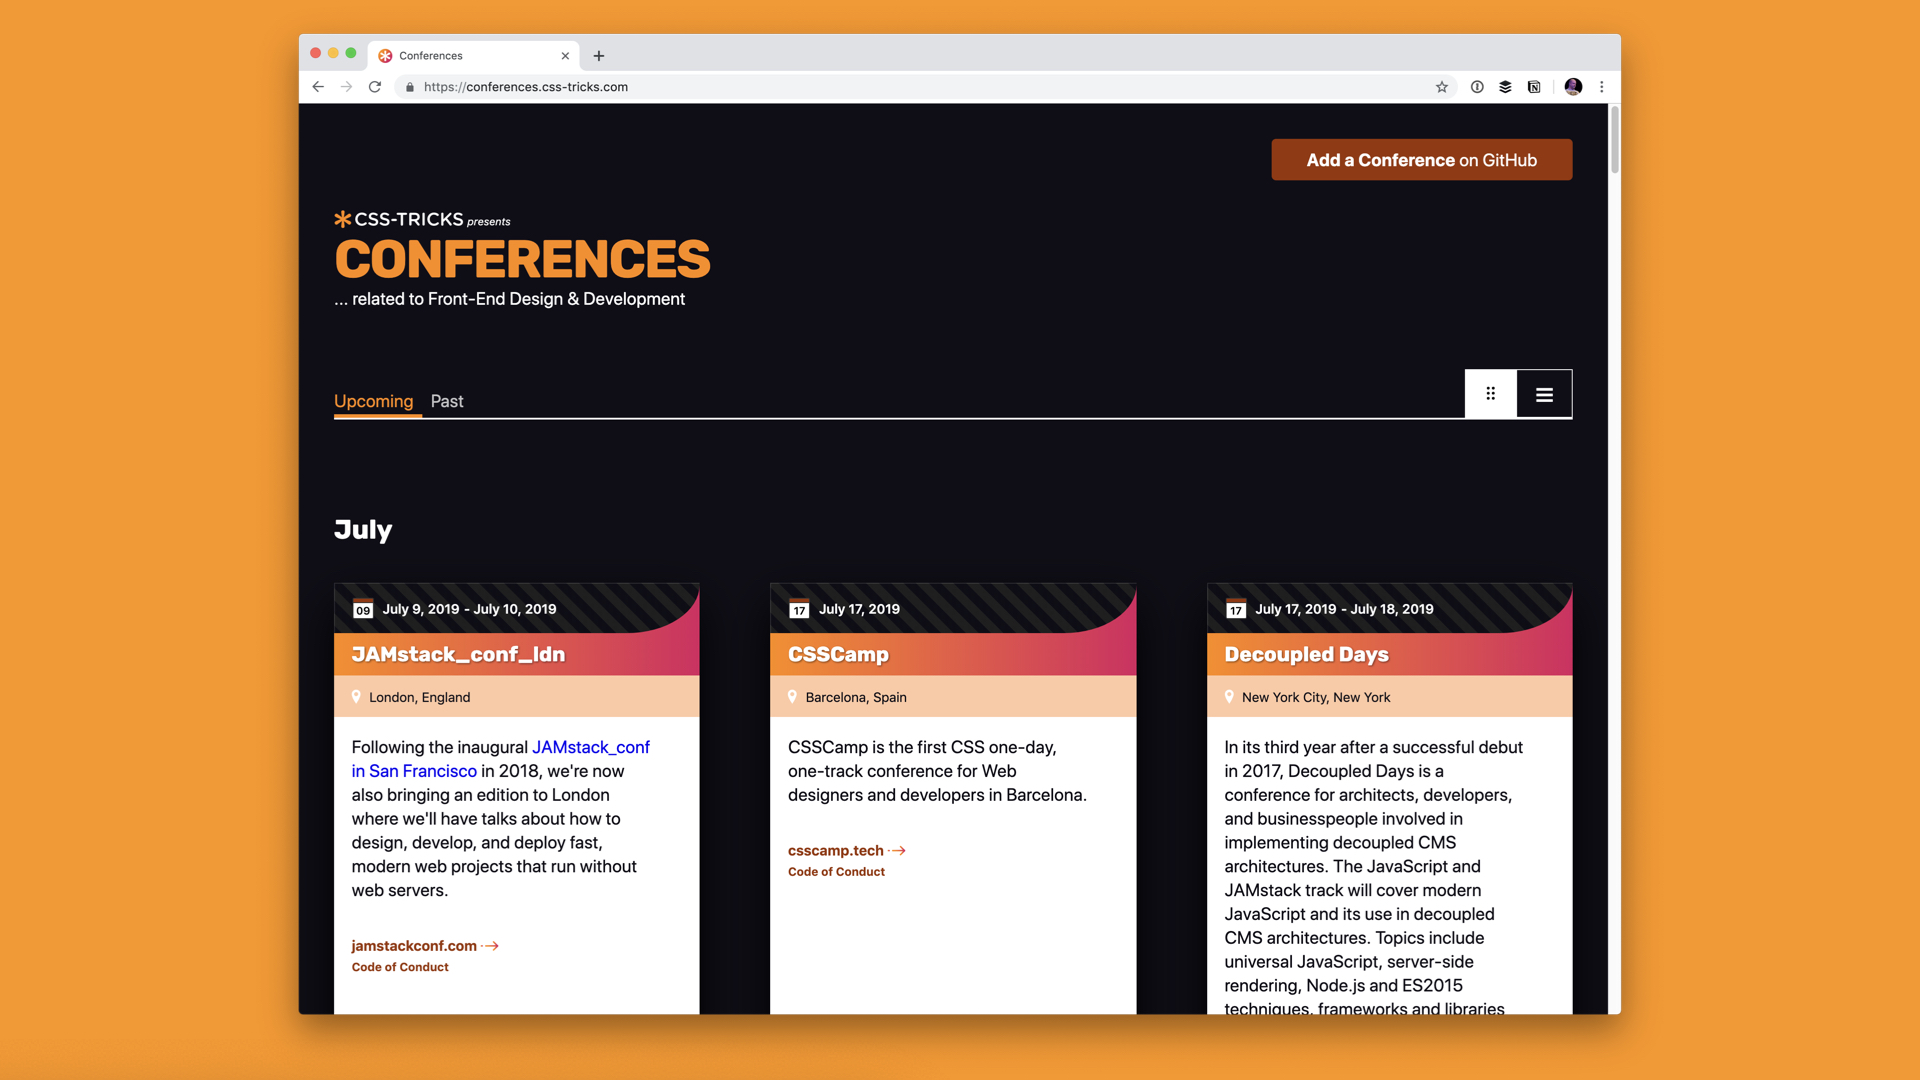 Conferences
https://conferences.css-tricks.com
Add a Conference on GitHub
CSS-TRICKS presents
CONFERENCES
... related to Front-End Design & Development
Upcoming Past
July
09 July 9, 2019 - July 10, 2019
JAMstack_conf_ldn
London, England
Following the inaugural JAMstack_conf
in San Francisco in 2018, we're now
also bringing an edition to London
where we'll have talks about how to
design, develop, and deploy fast,
modern web projects that run without
web servers.
jamstackconf.com
Code of Conduct
17 July 17, 2019
CSSCamp
Barcelona, Spain
CSSCamp is the first CSS one-day,
one-track conference for Web
designers and developers in Barcelona.
csscamp.tech
Code of Conduct
17 July 17, 2019 - July 18, 2019
Decoupled Days
New York City, New York
In its third year after a successful debut
in 2017, Decoupled Days is a
conference for architects, developers,
and businesspeople involved in
implementing decoupled CMS
architectures. The JavaScript and
JAMstack track will cover modern
JavaScript and its use in decoupled
CMS architectures. Topics include
universal JavaScript, server-side
rendering, Node.js and ES2015
techniques, frameworks and libraries